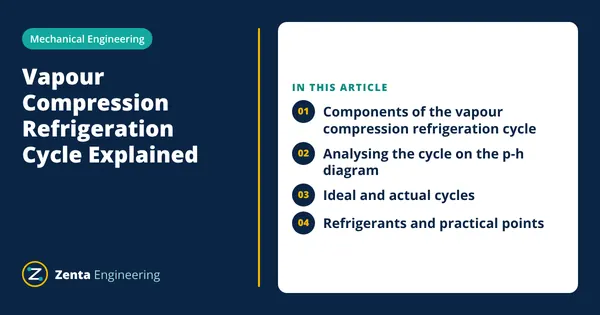 Mechanical Engineering
Vapour
Compression
Refrigeration
Cycle Explained
Zenta Engineering
IN THIS ARTICLE
01 Components of the vapour
compression refrigeration cycle
02 Analysing the cycle on the p-h
diagram
03 Ideal and actual cycles
04 Refrigerants and practical points